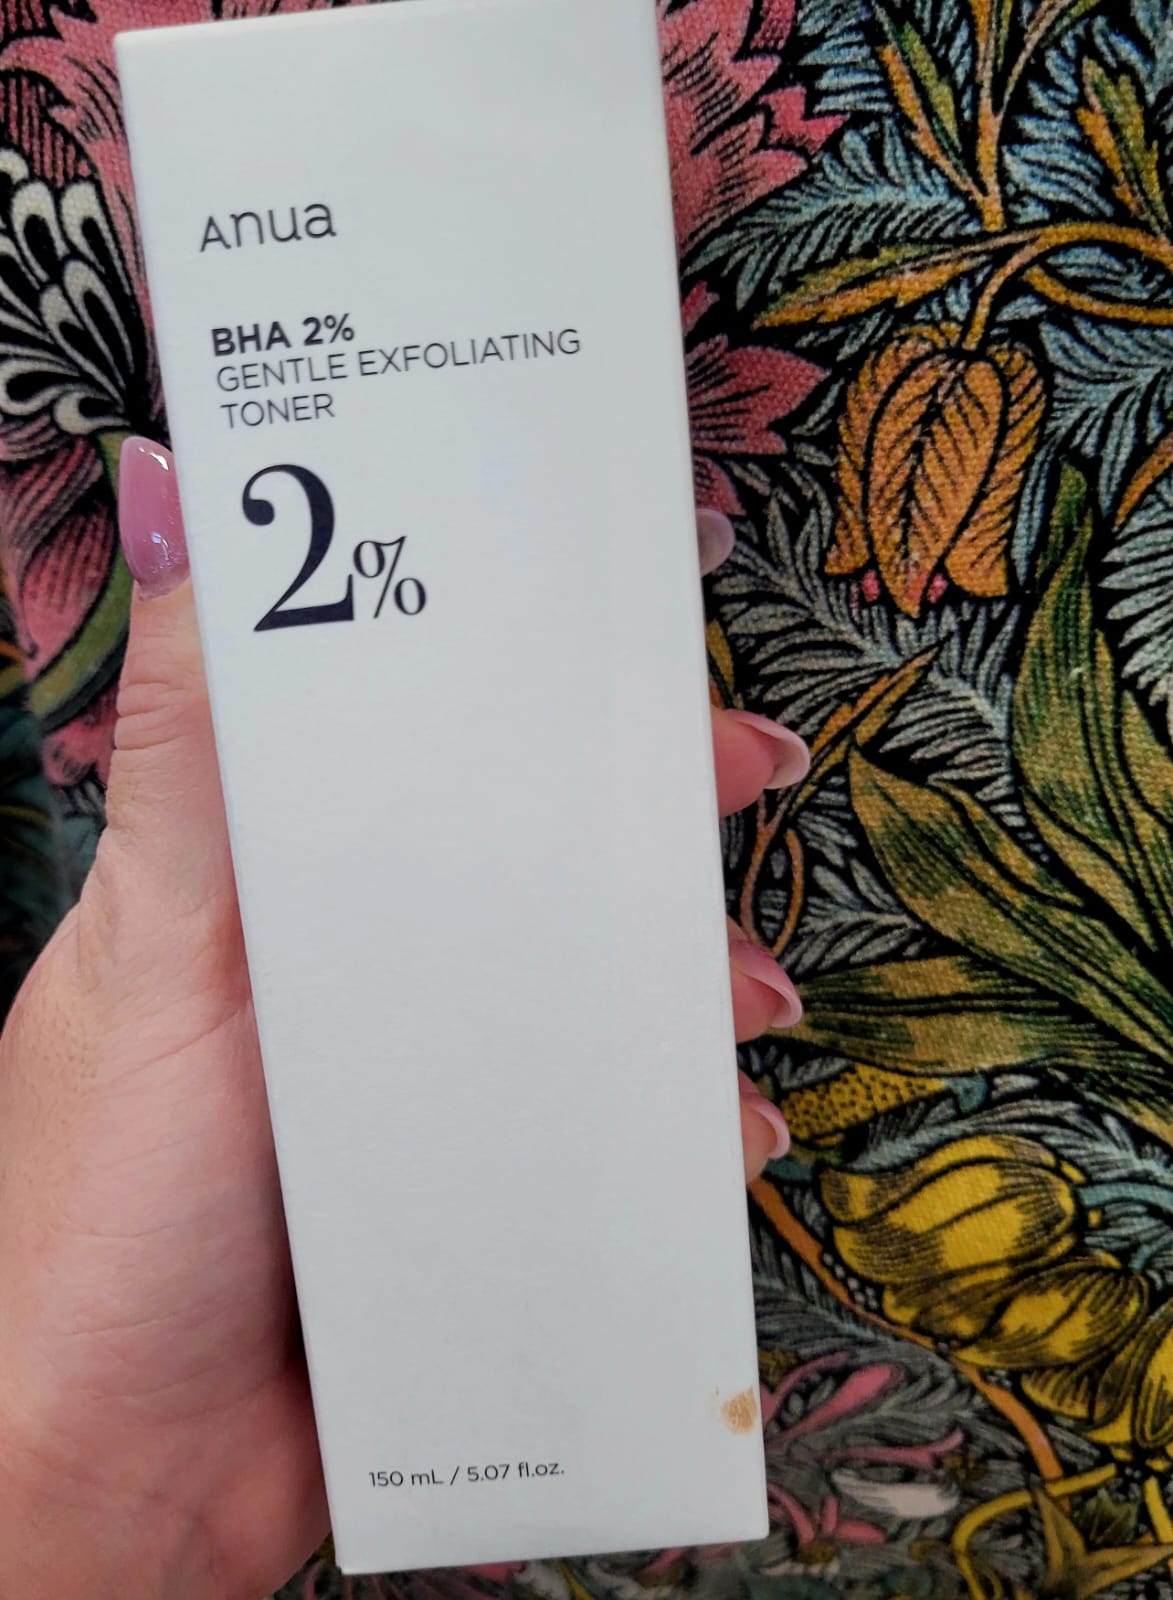 Anua
BHA 2%
GENTLE EXFOLIATING
TONER
2%
150 mL / 5.07 fl.oz.